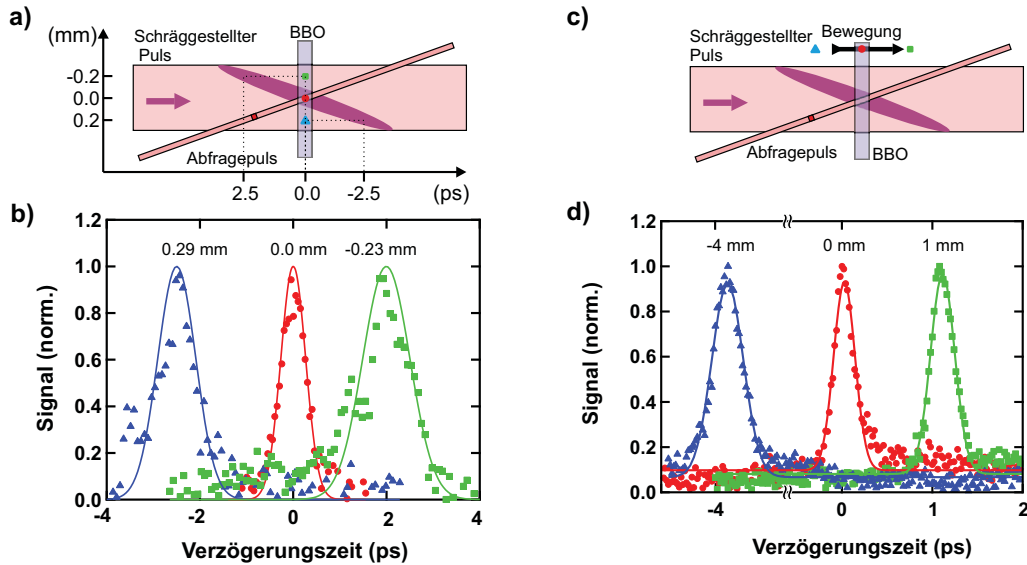 a)
(mm)
Schräggestellter
Puls
BBO
-0.2
0.0
0.2
Abfragepuls
2.5
0.0
-2.5
(ps)
c)
Schräggestellter
Puls
Bewegung
Abfragepuls
BBO
b)
Signal (norm.)
1.2
1.0
0.8
0.6
0.4
0.2
0.0
0.29 mm
0.0 mm
-0.23 mm
-4
-2
0
2
4
Verzögerungszeit (ps)
d)
Signal (norm.)
1.2
1.0
0.8
0.6
0.4
0.2
0.0
-4 mm
0 mm
1 mm
-4
0
1
2
Verzögerungszeit (ps)